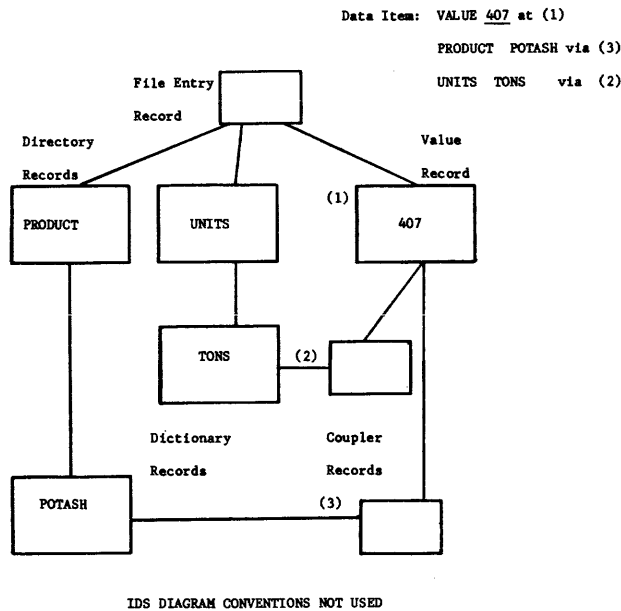 Data Item: VALUE 407 at (1)
PRODUCT POTASH via (3)
UNITS TONS via (2)
File Entry
Record
Directory
Records
Value
Record
(1)
PRODUCT
UNITS
407
TONS
(2)
Dictionary
Records
Coupler
Records
POTASH
(3)
IDS DIAGRAM CONVENTIONS NOT USED